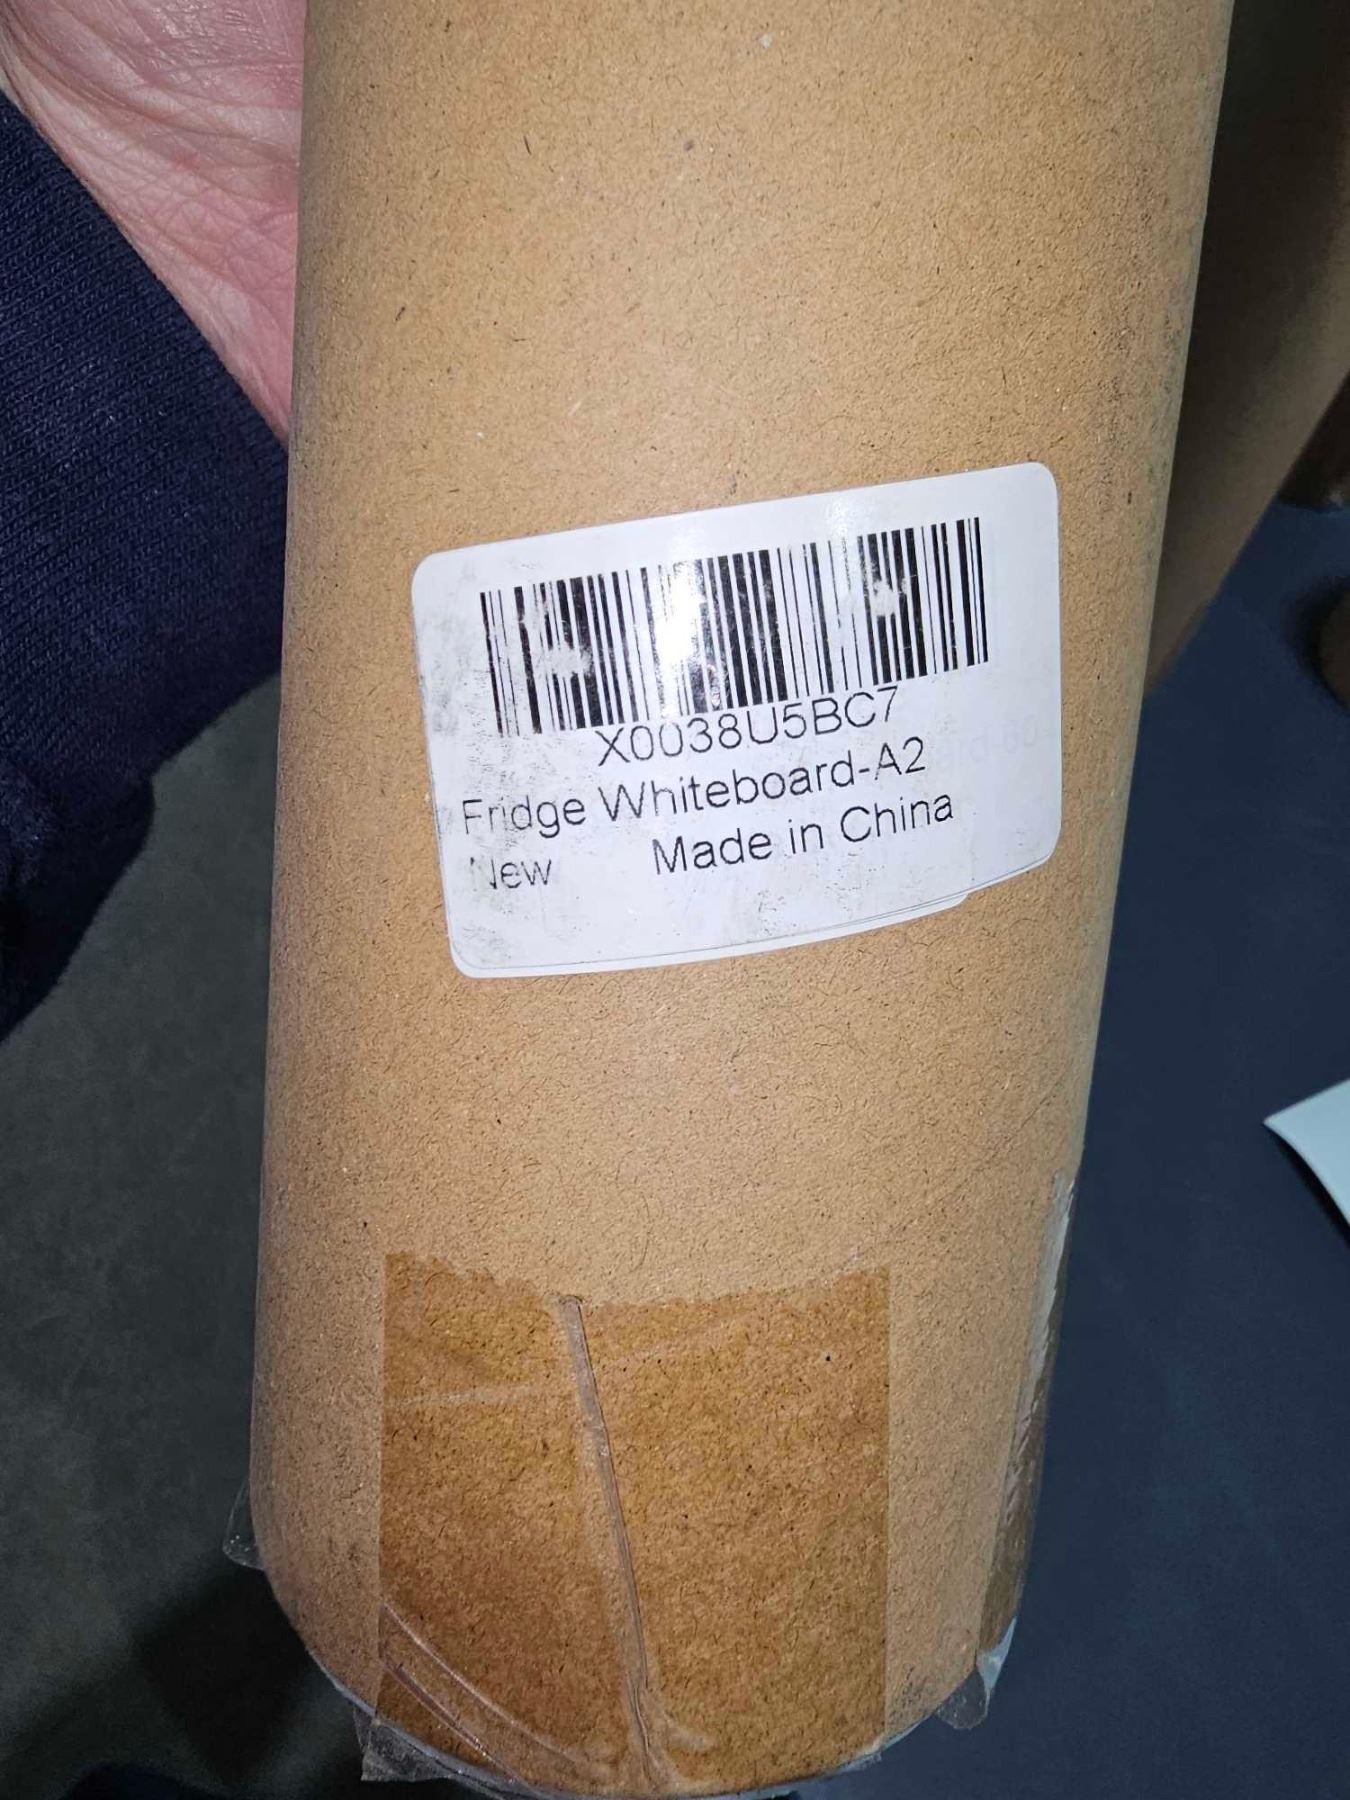 X0038U5BC7
Fridge Whiteboard-A2
New Made in China